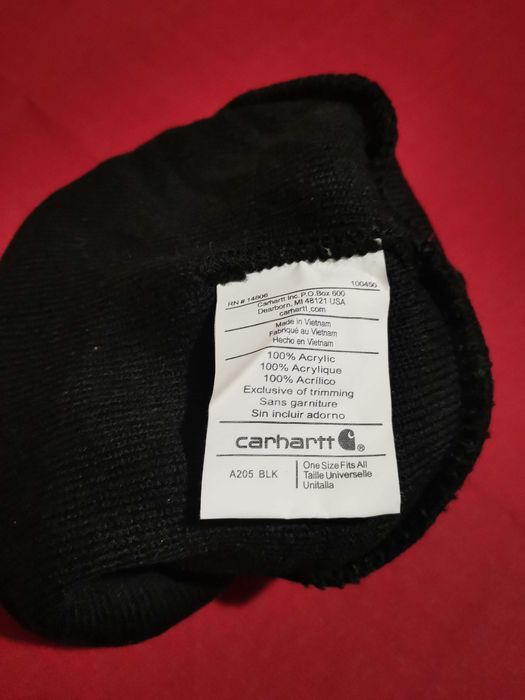 RN # 14806 100450
Carhartt Inc. P.O.Box 600
Dearborn, MI 48121 USA
carhartt.com
Made in Vietnam
Fabriqué au Vietnam
Hecho en Vietnam
100% Acrylic
100% Acrylique
100% Acrílico
Exclusive of trimming
Sans garniture
Sin incluir adorno
carhartt ®
A205 BLK
One Size Fits All
Taille Universelle
Unitalla